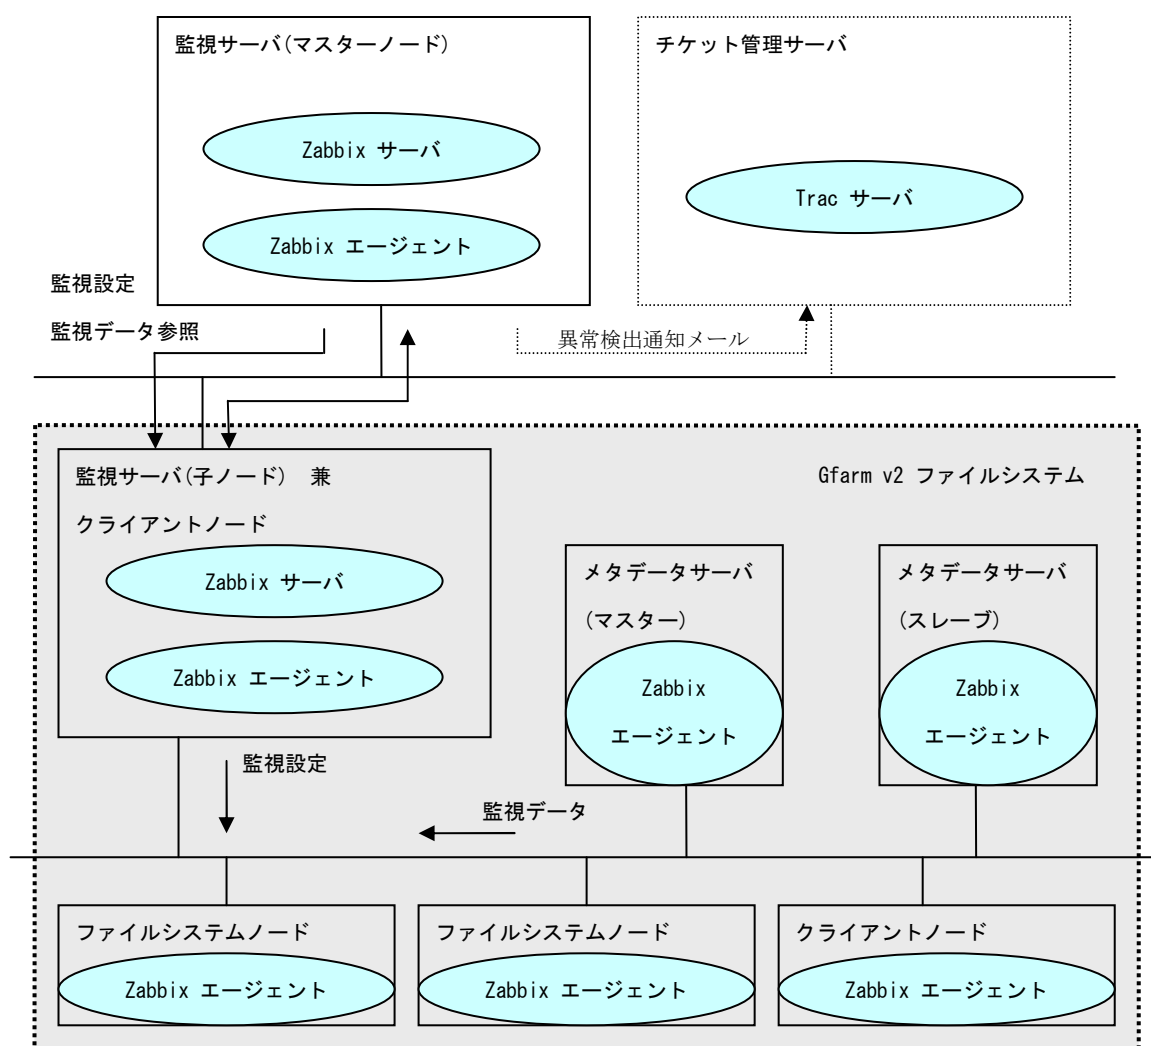 監視サーバ(マスターノード)
チケット管理サーバ
Zabbix サーバ
Trac サーバ
Zabbix エージェント
監視設定
監視データ参照
異常検出通知メール
監視サーバ(子ノード) 兼
クライアントノード
Gfarm v2 ファイルシステム
Zabbix サーバ
Zabbix エージェント
メタデータサーバ
(マスター)
Zabbix
エージェント
メタデータサーバ
(スレーブ)
Zabbix
エージェント
監視設定
監視データ
ファイルシステムノード
Zabbix エージェント
ファイルシステムノード
Zabbix エージェント
クライアントノード
Zabbix エージェント